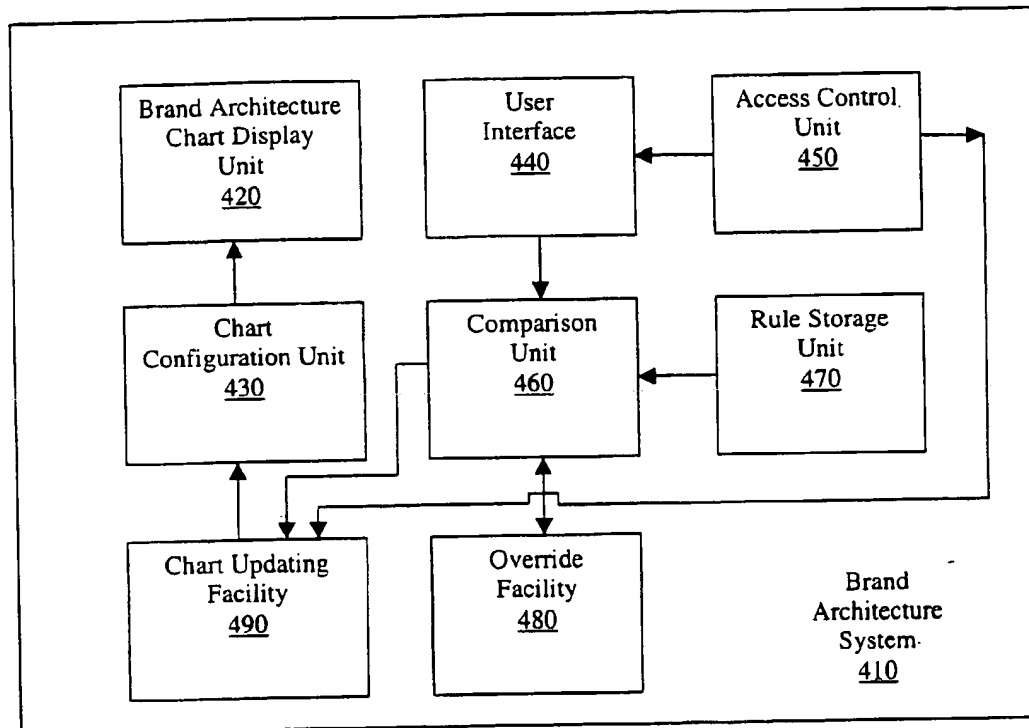 Brand Architecture
Chart Display
Unit
420
User
Interface
440
Access Control
Unit
450
Chart
Configuration Unit
430
Comparison
Unit
460
Rule Storage
Unit
470
Chart Updating
Facility
490
Override
Facility
480
Brand
Architecture
System
410